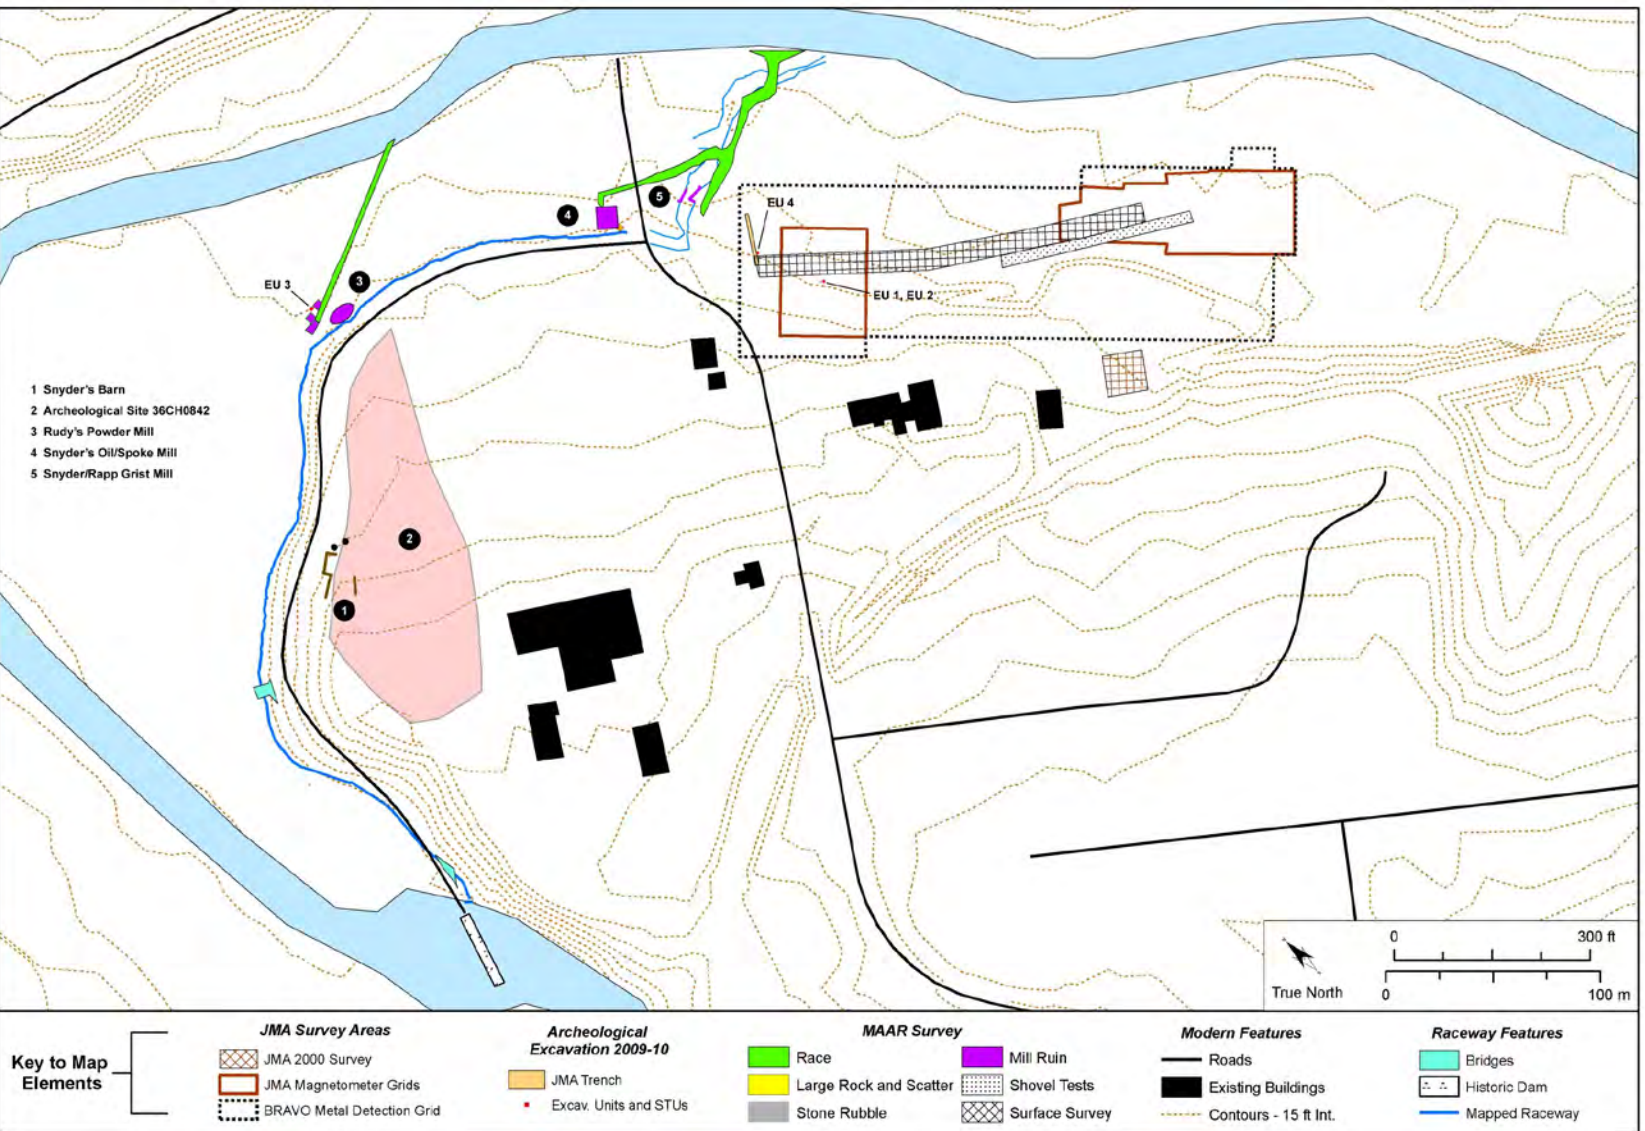 5
EU 4
4
3
EU 3
EU 1, EU 2
1 Snyder's Barn
2 Archeological Site 36CH0842
3 Rudy's Powder Mill
4 Snyder's Oil/Spoke Mill
5 Snyder/Rapp Grist Mill
2
1
0 300 ft
True North
0 100 m
Key to Map
Elements
JMA Survey Areas
JMA 2000 Survey
JMA Magnetometer Grids
BRAVO Metal Detection Grid
Archeological
Excavation 2009-10
JMA Trench
Excav. Units and STUs
MAAR Survey
Race
Large Rock and Scatter
Stone Rubble
Mill Ruin
Shovel Tests
Surface Survey
Modern Features
Roads
Existing Buildings
Contours - 15 ft Int.
Raceway Features
Bridges
Historic Dam
Mapped Raceway